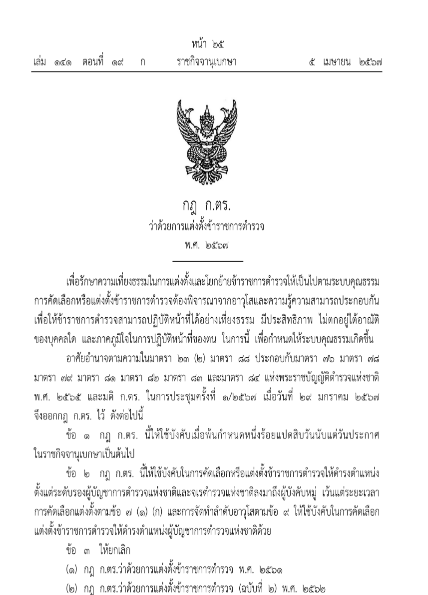 หน้า ๒๕
เล่ม ๑๔๑ ตอนที่ ๑๙ ก ราชกิจจานุเบกษา ๕ เมษายน ๒๕๖๗
กฎ ก.ตร.
ว่าด้วยการแต่งตั้งข้าราชการตำรวจ
พ.ศ. ๒๕๖๗
เพื่อรักษาความเที่ยงธรรมในการแต่งตั้งและโยกย้ายข้าราชการตำรวจให้เป็นไปตามระบบคุณธรรม
การคัดเลือกหรือแต่งตั้งข้าราชการตำรวจต้องพิจารณาจากอาวุโสและความรู้ความสามารถประกอบกัน
เพื่อให้ข้าราชการตำรวจสามารถปฏิบัติหน้าที่ได้อย่างเที่ยงธรรม มีประสิทธิภาพ ไม่ตกอยู่ใต้อาณัติ
ของบุคคลใด และภาคภูมิใจในการปฏิบัติหน้าที่ของตน ในการนี้ เพื่อกำหนดให้ระบบคุณธรรมเกิดขึ้น
อาศัยอำนาจตามความในมาตรา ๒๓ (๒) มาตรา ๘๘ ประกอบกับมาตรา ๗๖ มาตรา ๗๘
มาตรา ๗๙ มาตรา ๘๑ มาตรา ๘๒ มาตรา ๘๓ และมาตรา ๘๔ แห่งพระราชบัญญัติตำรวจแห่งชาติ
พ.ศ. ๒๕๖๕ และมติ ก.ตร. ในการประชุมครั้งที่ ๑/๒๕๖๗ เมื่อวันที่ ๒๙ มกราคม ๒๕๖๗
จึงออกกฎ ก.ตร. ไว้ ดังต่อไปนี้
ข้อ ๑ กฎ ก.ตร. นี้ให้ใช้บังคับเมื่อพ้นกำหนดหนึ่งร้อยแปดสิบวันนับแต่วันประกาศ
ในราชกิจจานุเบกษาเป็นต้นไป
ข้อ ๒ กฎ ก.ตร. นี้ให้ใช้บังคับในการคัดเลือกหรือแต่งตั้งข้าราชการตำรวจให้ดำรงตำแหน่ง
ตั้งแต่ระดับรองผู้บัญชาการตำรวจแห่งชาติและจเรตำรวจแห่งชาติลงมาถึงผู้บังคับหมู่ เว้นแต่ระยะเวลา
การคัดเลือกแต่งตั้งตามข้อ ๗ (๑) (ก) และการจัดทำลำดับอาวุโสตามข้อ ๙ ให้ใช้บังคับในการคัดเลือก
แต่งตั้งข้าราชการตำรวจให้ดำรงตำแหน่งผู้บัญชาการตำรวจแห่งชาติด้วย
ข้อ ๓ ให้ยกเลิก
(๑) กฎ ก.ตร.ว่าด้วยการแต่งตั้งข้าราชการตำรวจ พ.ศ. ๒๕๖๑
(๒) กฎ ก.ตร.ว่าด้วยการแต่งตั้งข้าราชการตำรวจ (ฉบับที่ ๒) พ.ศ. ๒๕๖๒